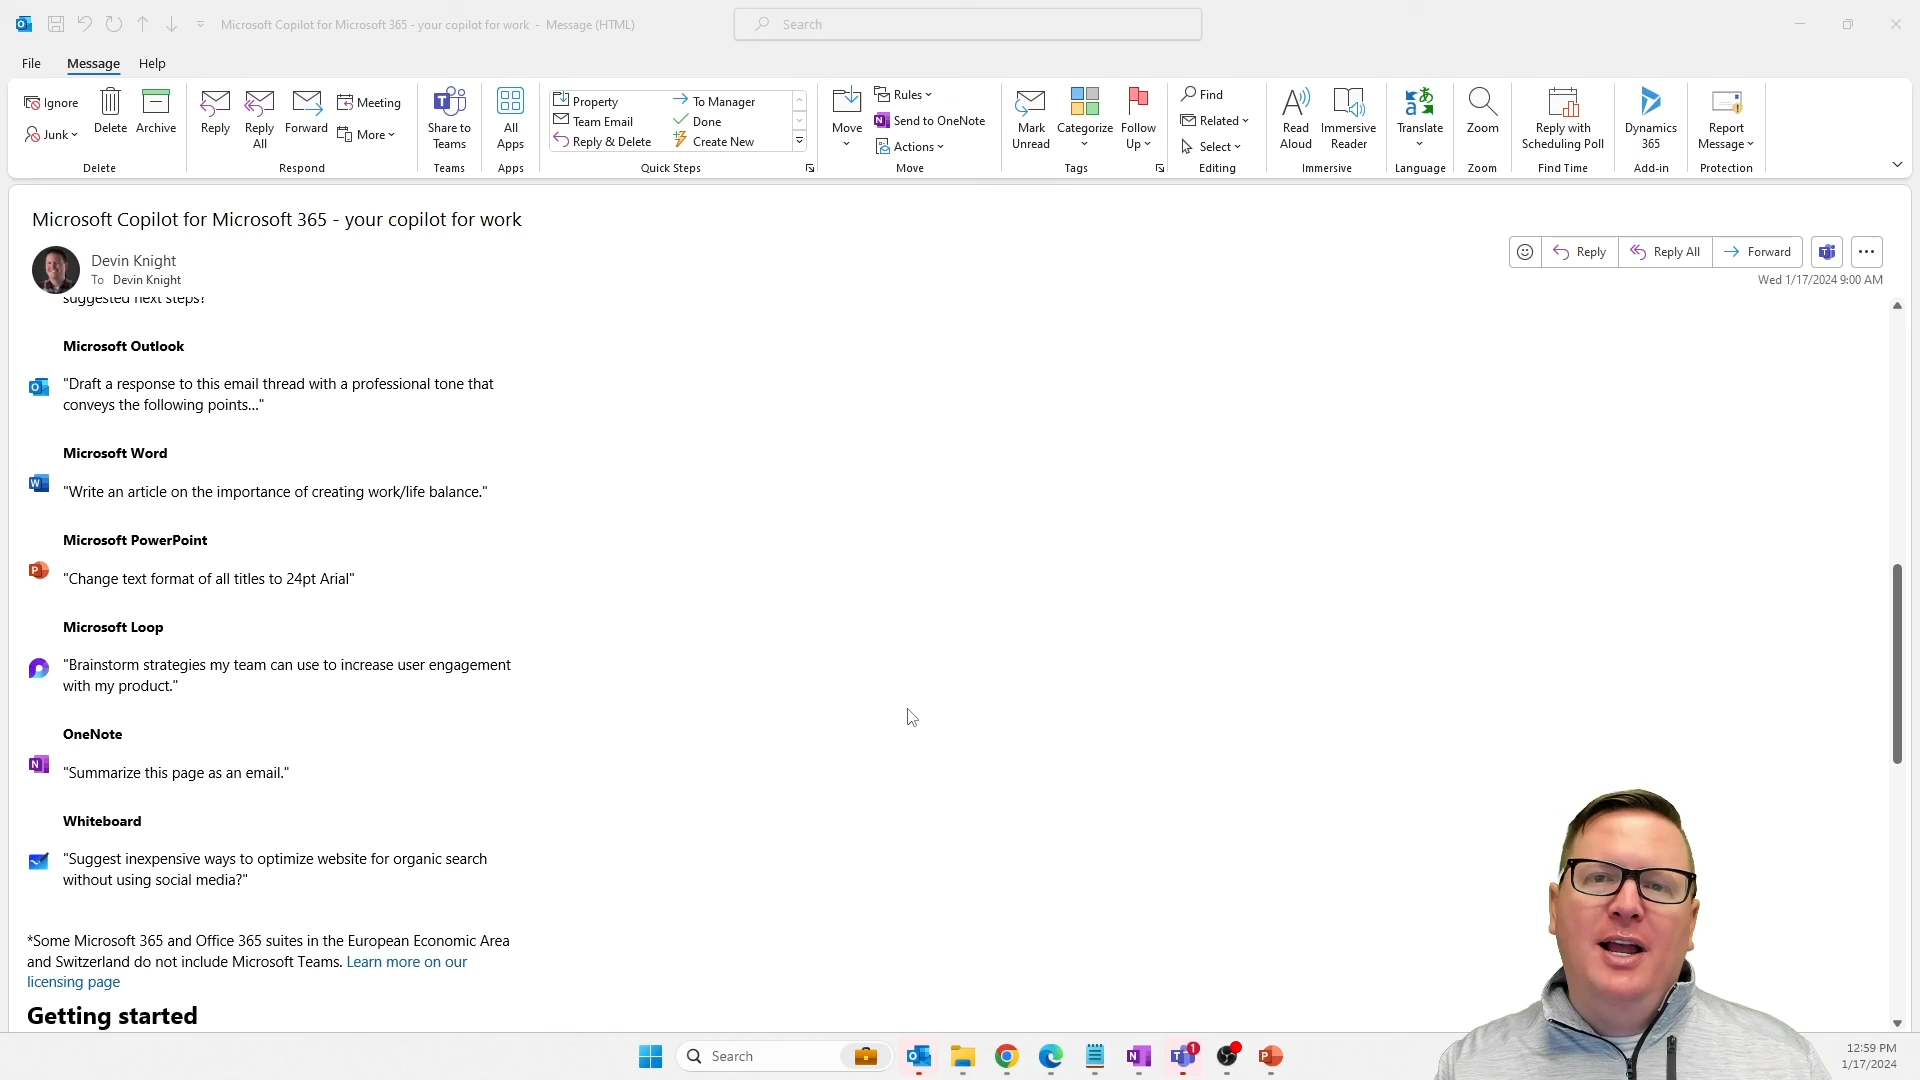 Microsoft Copilot for Microsoft 365 - your copilot for work - Message (HTML)
Search
File
Message
Help
Ignore
Junk
Delete
Archive
Delete
Reply
Reply All
Forward
Meeting
More
Respond
Share to Teams
Teams
All Apps
Apps
Property
Team Email
Reply & Delete
To Manager
Done
Create New
Quick Steps
Move
Rules
Send to OneNote
Actions
Move
Mark Unread
Categorize
Follow Up
Tags
Find
Related
Select
Editing
Read Aloud
Immersive Reader
Immersive
Translate
Language
Zoom
Zoom
Reply with Scheduling Poll
Find Time
Dynamics 365
Add-in
Report Message
Protection
Microsoft Copilot for Microsoft 365 - your copilot for work
Devin Knight
To Devin Knight
Reply
Reply All
Forward
Wed 1/17/2024 9:00 AM
suggested next steps?
Microsoft Outlook
"Draft a response to this email thread with a professional tone that
conveys the following points..."
Microsoft Word
"Write an article on the importance of creating work/life balance."
Microsoft PowerPoint
"Change text format of all titles to 24pt Arial"
Microsoft Loop
"Brainstorm strategies my team can use to increase user engagement
with my product."
OneNote
"Summarize this page as an email."
Whiteboard
"Suggest inexpensive ways to optimize website for organic search
without using social media?"
*Some Microsoft 365 and Office 365 suites in the European Economic Area
and Switzerland do not include Microsoft Teams. Learn more on our
licensing page
Getting started
Search
1
12:59 PM
1/17/2024